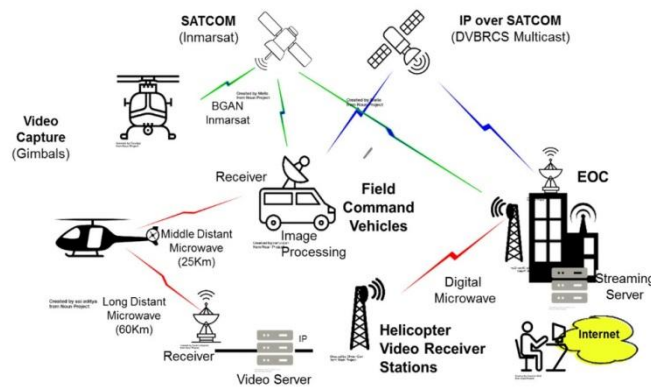 SATCOM
(Inmarsat)
IP over SATCOM
(DVBRCS Multicast)
BGAN
Inmarsat
Video
Capture
(Gimbals)
Receiver
EOC
Field
Command
Vehicles
Image
Processing
Middle Distant
Microwave
(25Km)
Digital
Microwave
Streaming
Server
Long Distant
Microwave
(60Km)
Helicopter
Video Receiver
Stations
Internet
IP
Receiver
Video Server